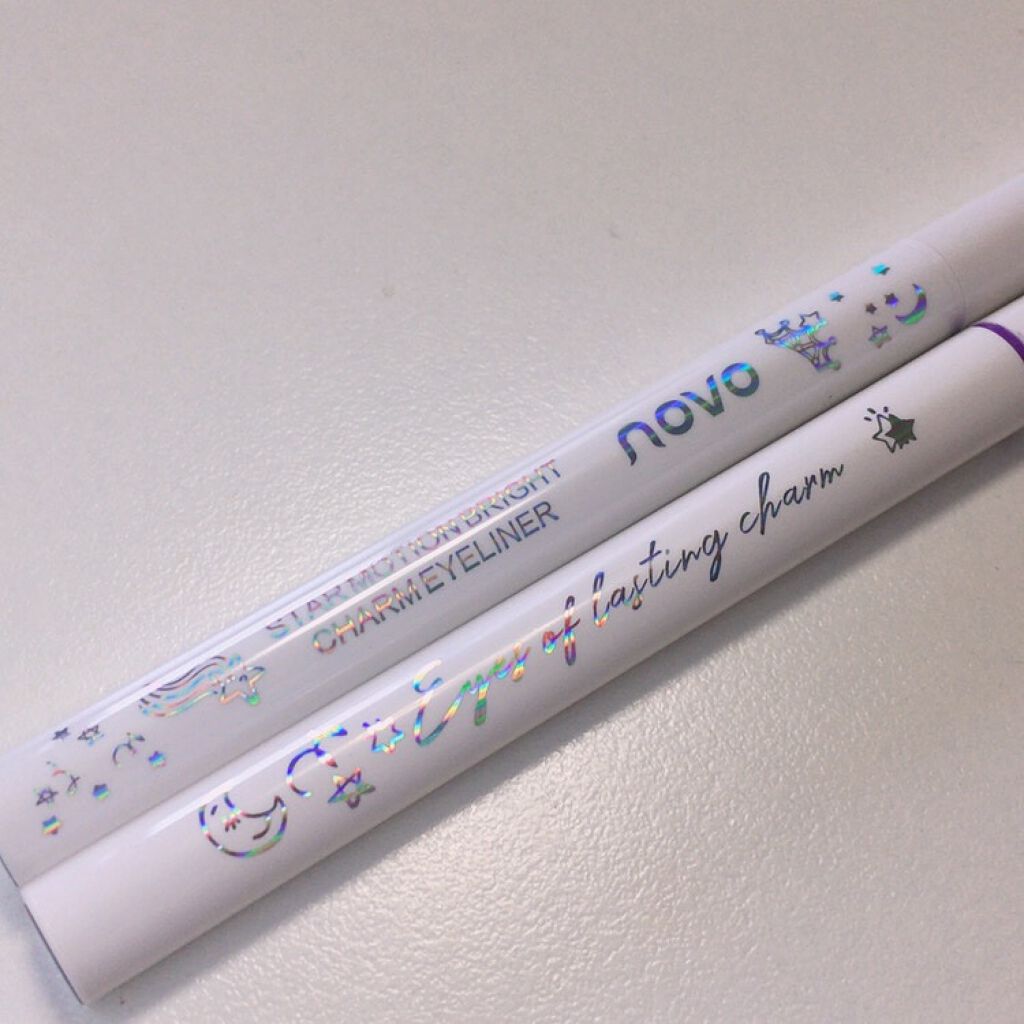 novo
STAR MOTION BRIGHT
CHARM EYELINER
Eyes of lasting charm